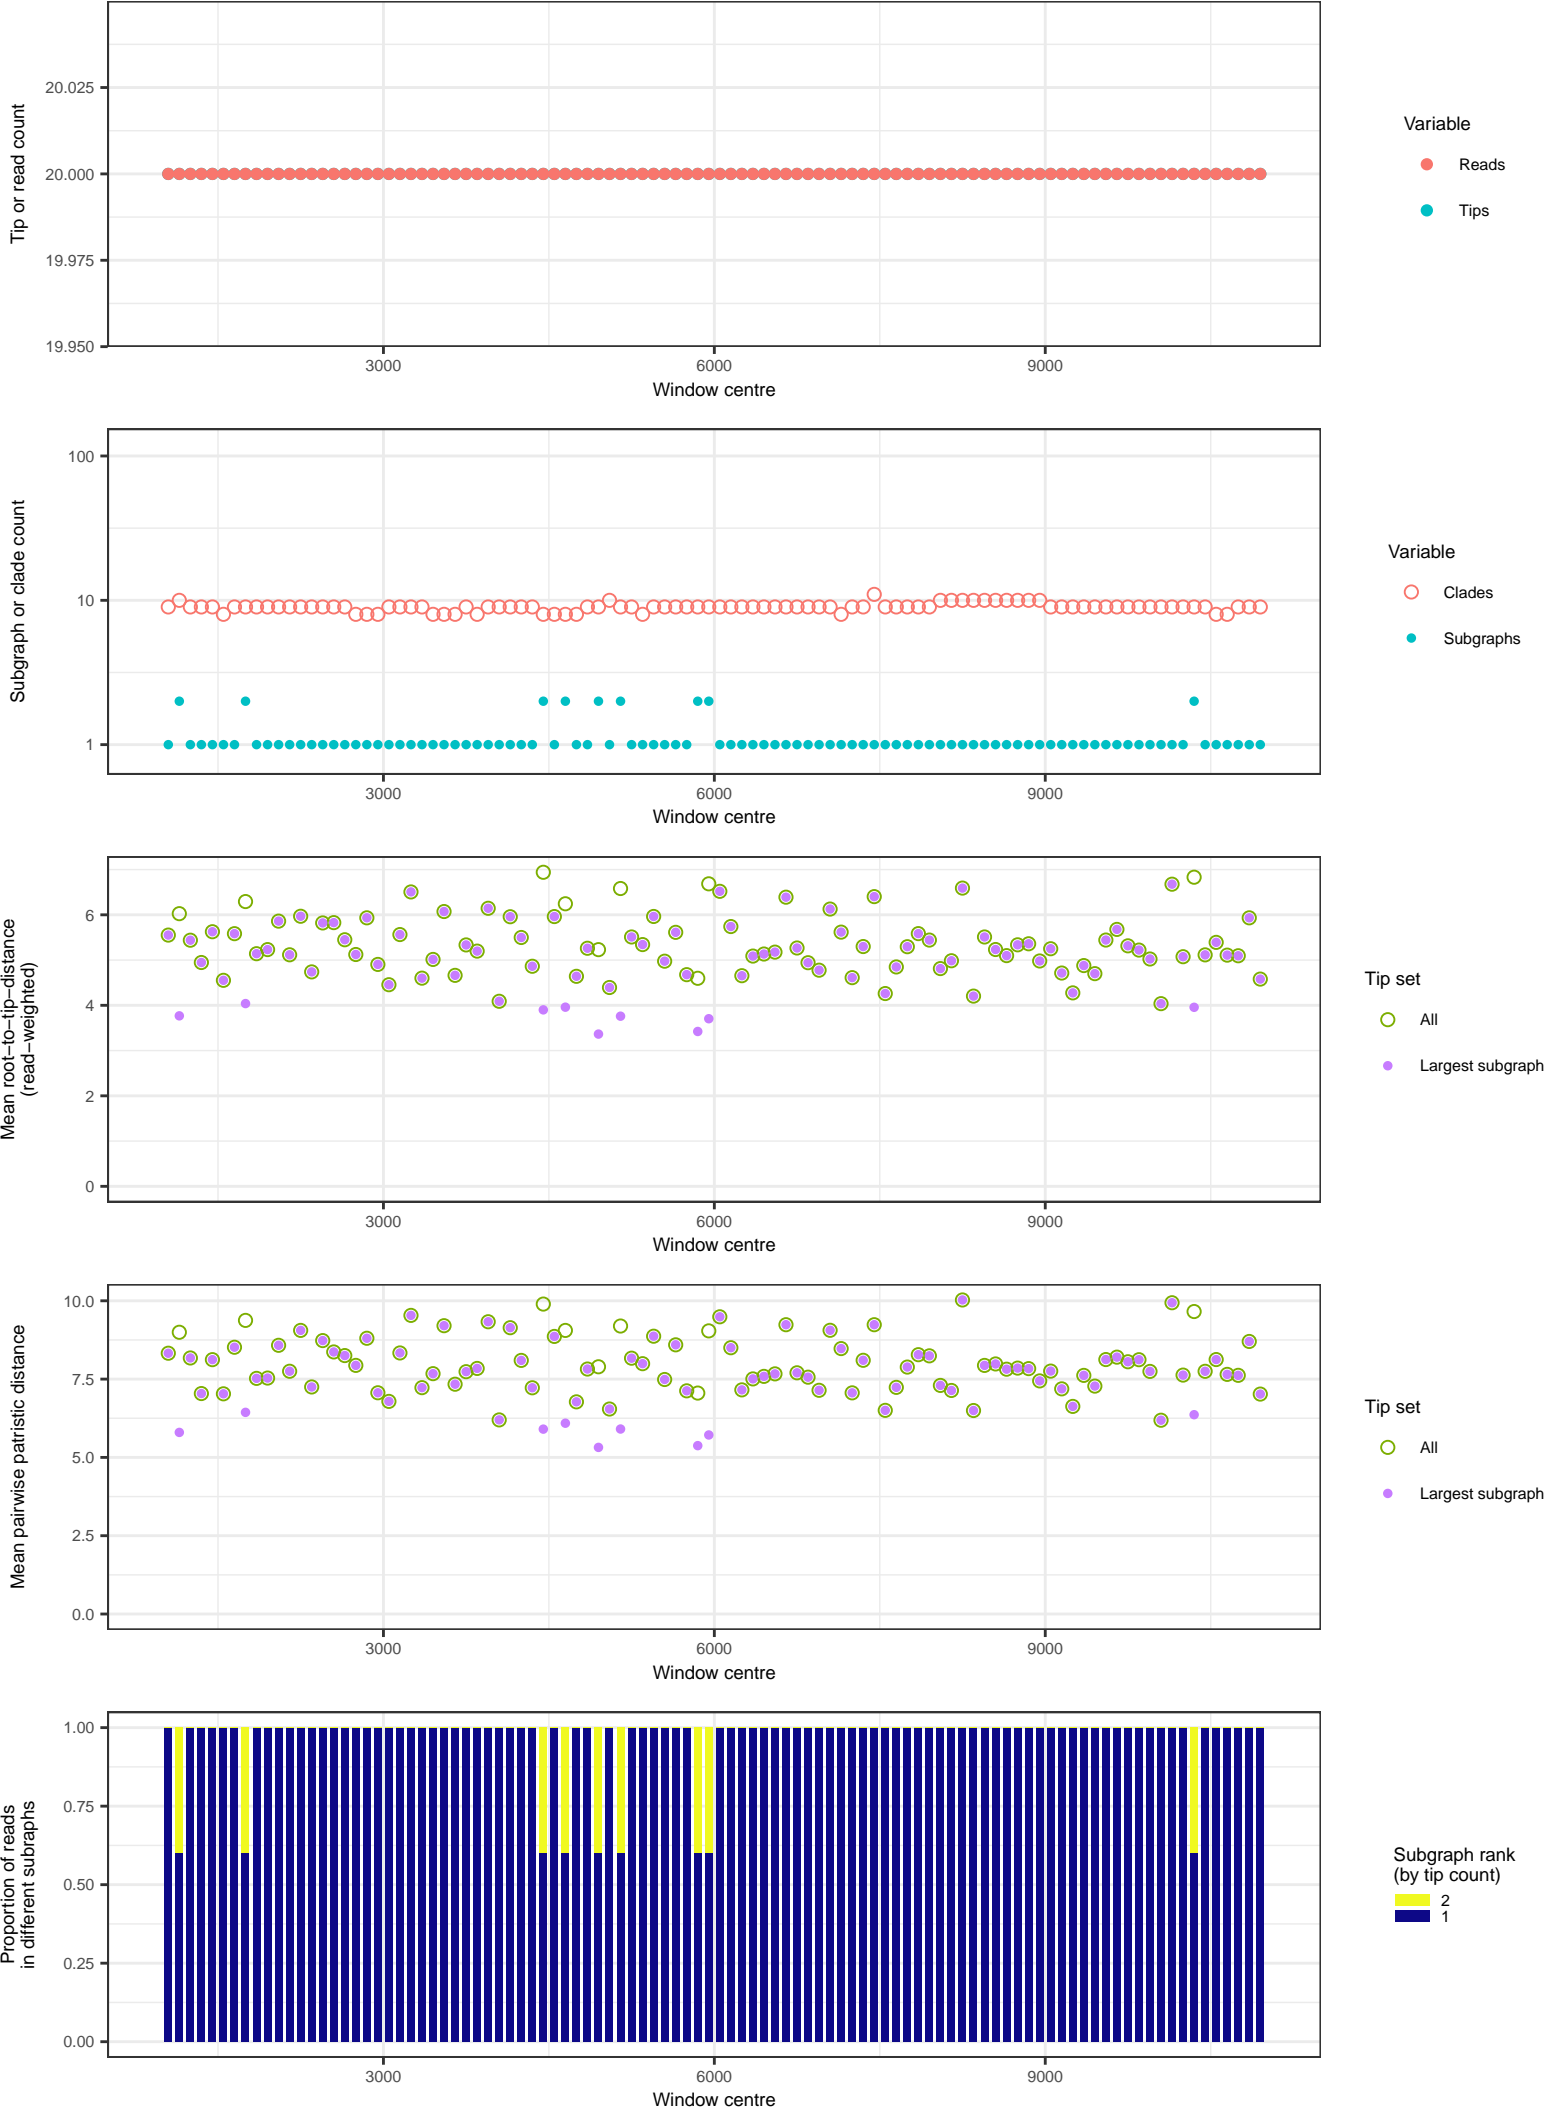 20.025
20.000
19.975
19.950
Tip or read count
3000
6000
9000
Window centre
Variable
Reads
Tips
100
10
1
Subgraph or clade count
3000
6000
9000
Window centre
Variable
Clades
Subgraphs
6
4
2
0
Mean root−to−tip−distance
(read−weighted)
3000
6000
9000
Window centre
Tip set
All
Largest subgraph
10.0
7.5
5.0
2.5
0.0
Mean pairwise patristic distance
3000
6000
9000
Window centre
Tip set
All
Largest subgraph
1.00
0.75
0.50
0.25
0.00
Proportion of reads
in different subraphs
3000
6000
9000
Window centre
Subgraph rank
(by tip count)
2
1